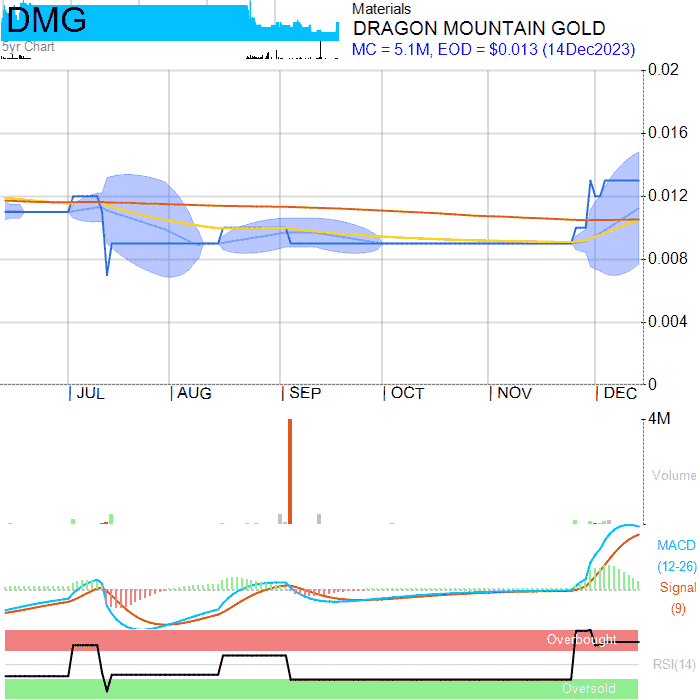 DMG
5yr Chart
Materials
DRAGON MOUNTAIN GOLD
MC = 5.1M, EOD = $0.013 (14Dec2023)
0.02
0.016
0.012
0.008
0.004
0
JUL AUG SEP OCT NOV DEC
4M
Volume
MACD
(12-26)
Signal
(9)
Overbought
RSI(14)
Oversold